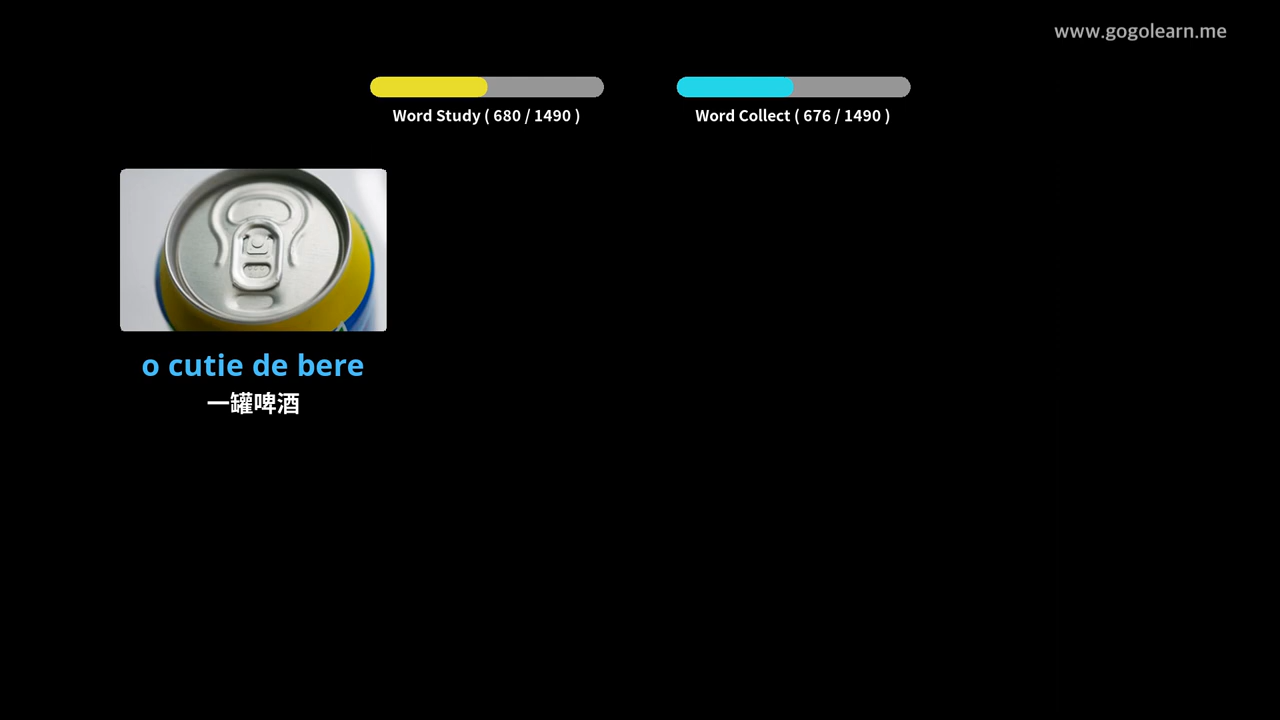 www.gogolearn.me
Word Study ( 680 / 1490 )
Word Collect ( 676 / 1490 )
o cutie de bere
一罐啤酒